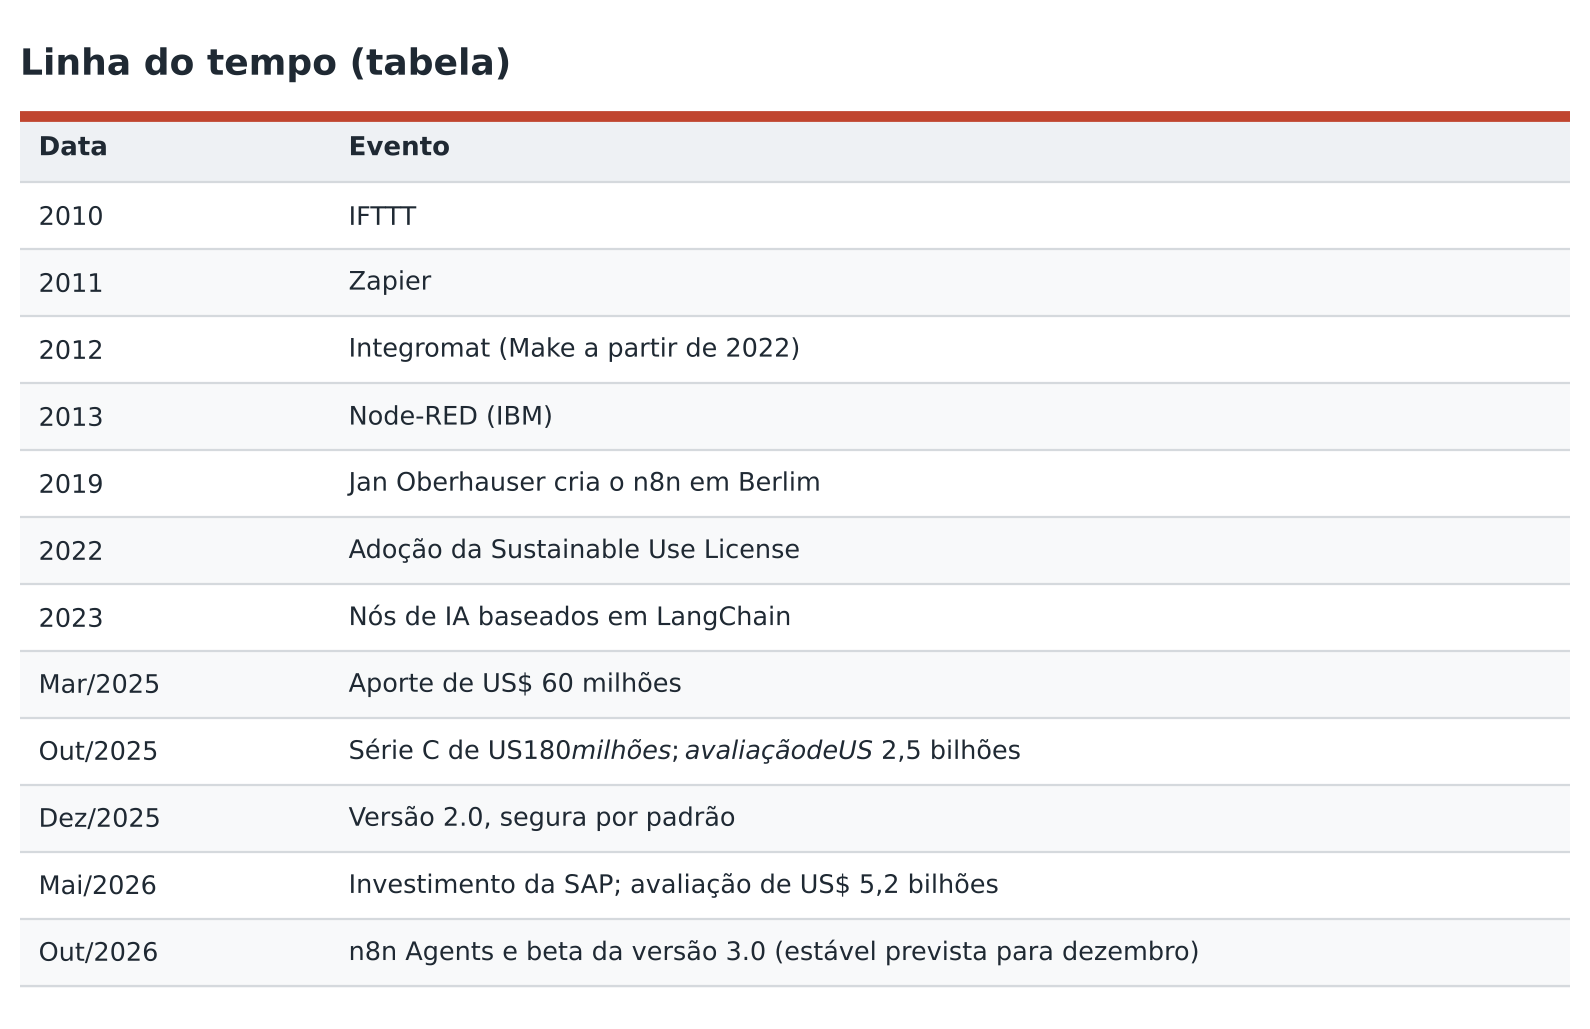 Linha do tempo (tabela)
Data Evento
2010 IFTTT
2011 Zapier
2012 Integromat (Make a partir de 2022)
2013 Node-RED (IBM)
2019 Jan Oberhauser cria o n8n em Berlim
2022 Adoção da Sustainable Use License
2023 Nós de IA baseados em LangChain
Mar/2025 Aporte de US$ 60 milhões
Out/2025 Série C de US180milhões;avaliaçãodeUS 2,5 bilhões
Dez/2025 Versão 2.0, segura por padrão
Mai/2026 Investimento da SAP; avaliação de US$ 5,2 bilhões
Out/2026 n8n Agents e beta da versão 3.0 (estável prevista para dezembro)